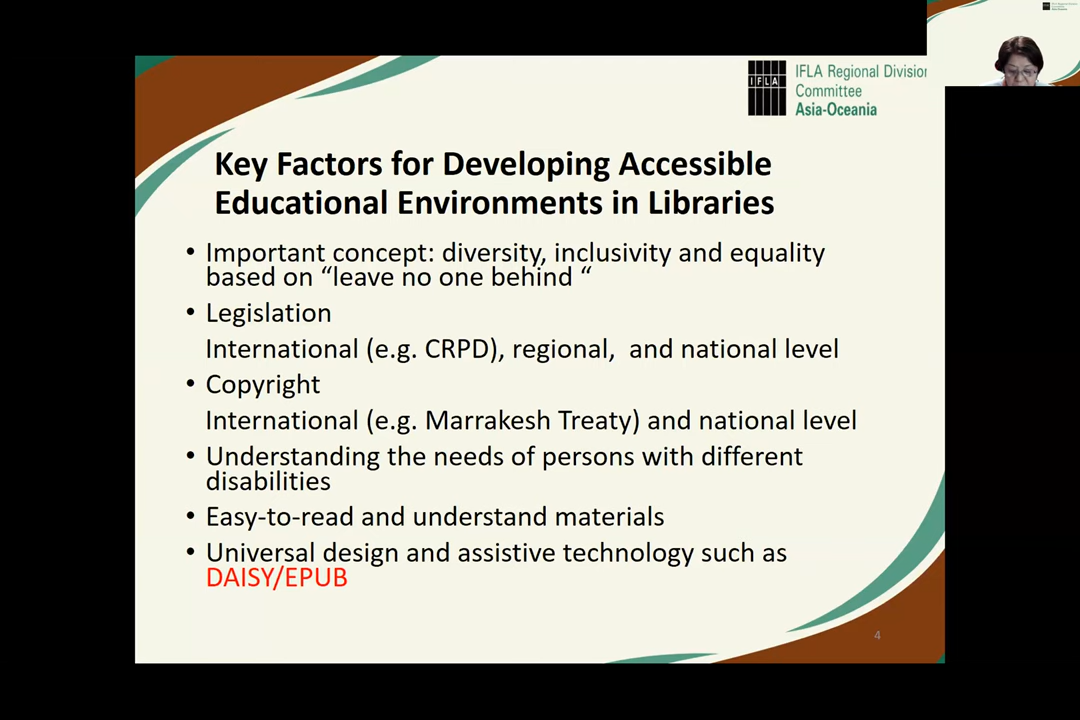 IFLA
IFLA Regional Division
Committee
Asia-Oceania
Key Factors for Developing Accessible
Educational Environments in Libraries
• Important concept: diversity, inclusivity and equality
based on “leave no one behind “
• Legislation
International (e.g. CRPD), regional, and national level
• Copyright
International (e.g. Marrakesh Treaty) and national level
• Understanding the needs of persons with different
disabilities
• Easy-to-read and understand materials
• Universal design and assistive technology such as
DAISY/EPUB
4